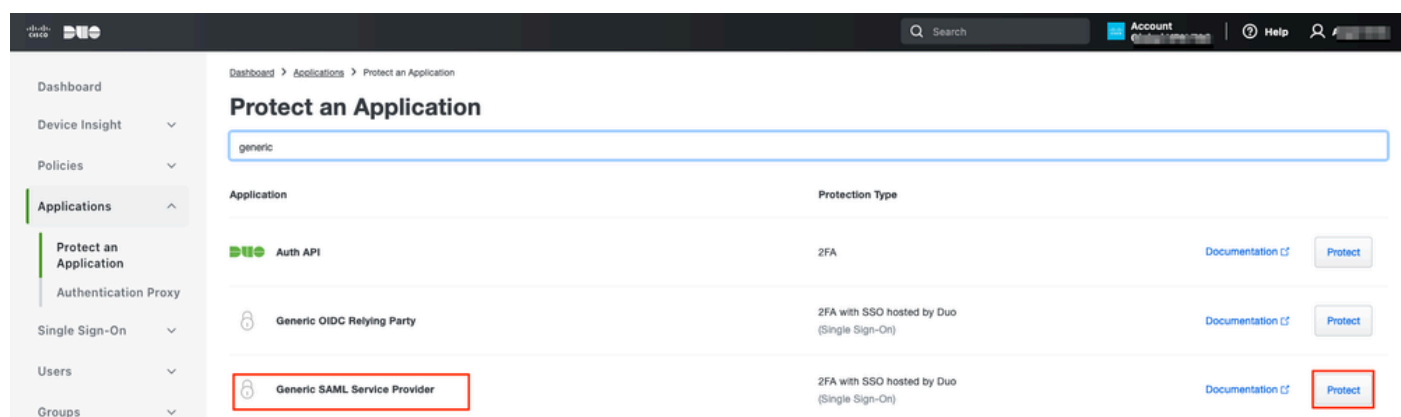 CISCO DUO
Search
Account
Help
Dashboard > Applications > Protect an Application
Protect an Application
generic
Dashboard
Device Insight
Policies
Applications
Protect an
Application
Authentication Proxy
Single Sign-On
Users
Groups
Application Protection Type
DUO Auth API 2FA Documentation Protect
Generic OIDC Relying Party 2FA with SSO hosted by Duo
(Single Sign-On) Documentation Protect
Generic SAML Service Provider 2FA with SSO hosted by Duo
(Single Sign-On) Documentation Protect